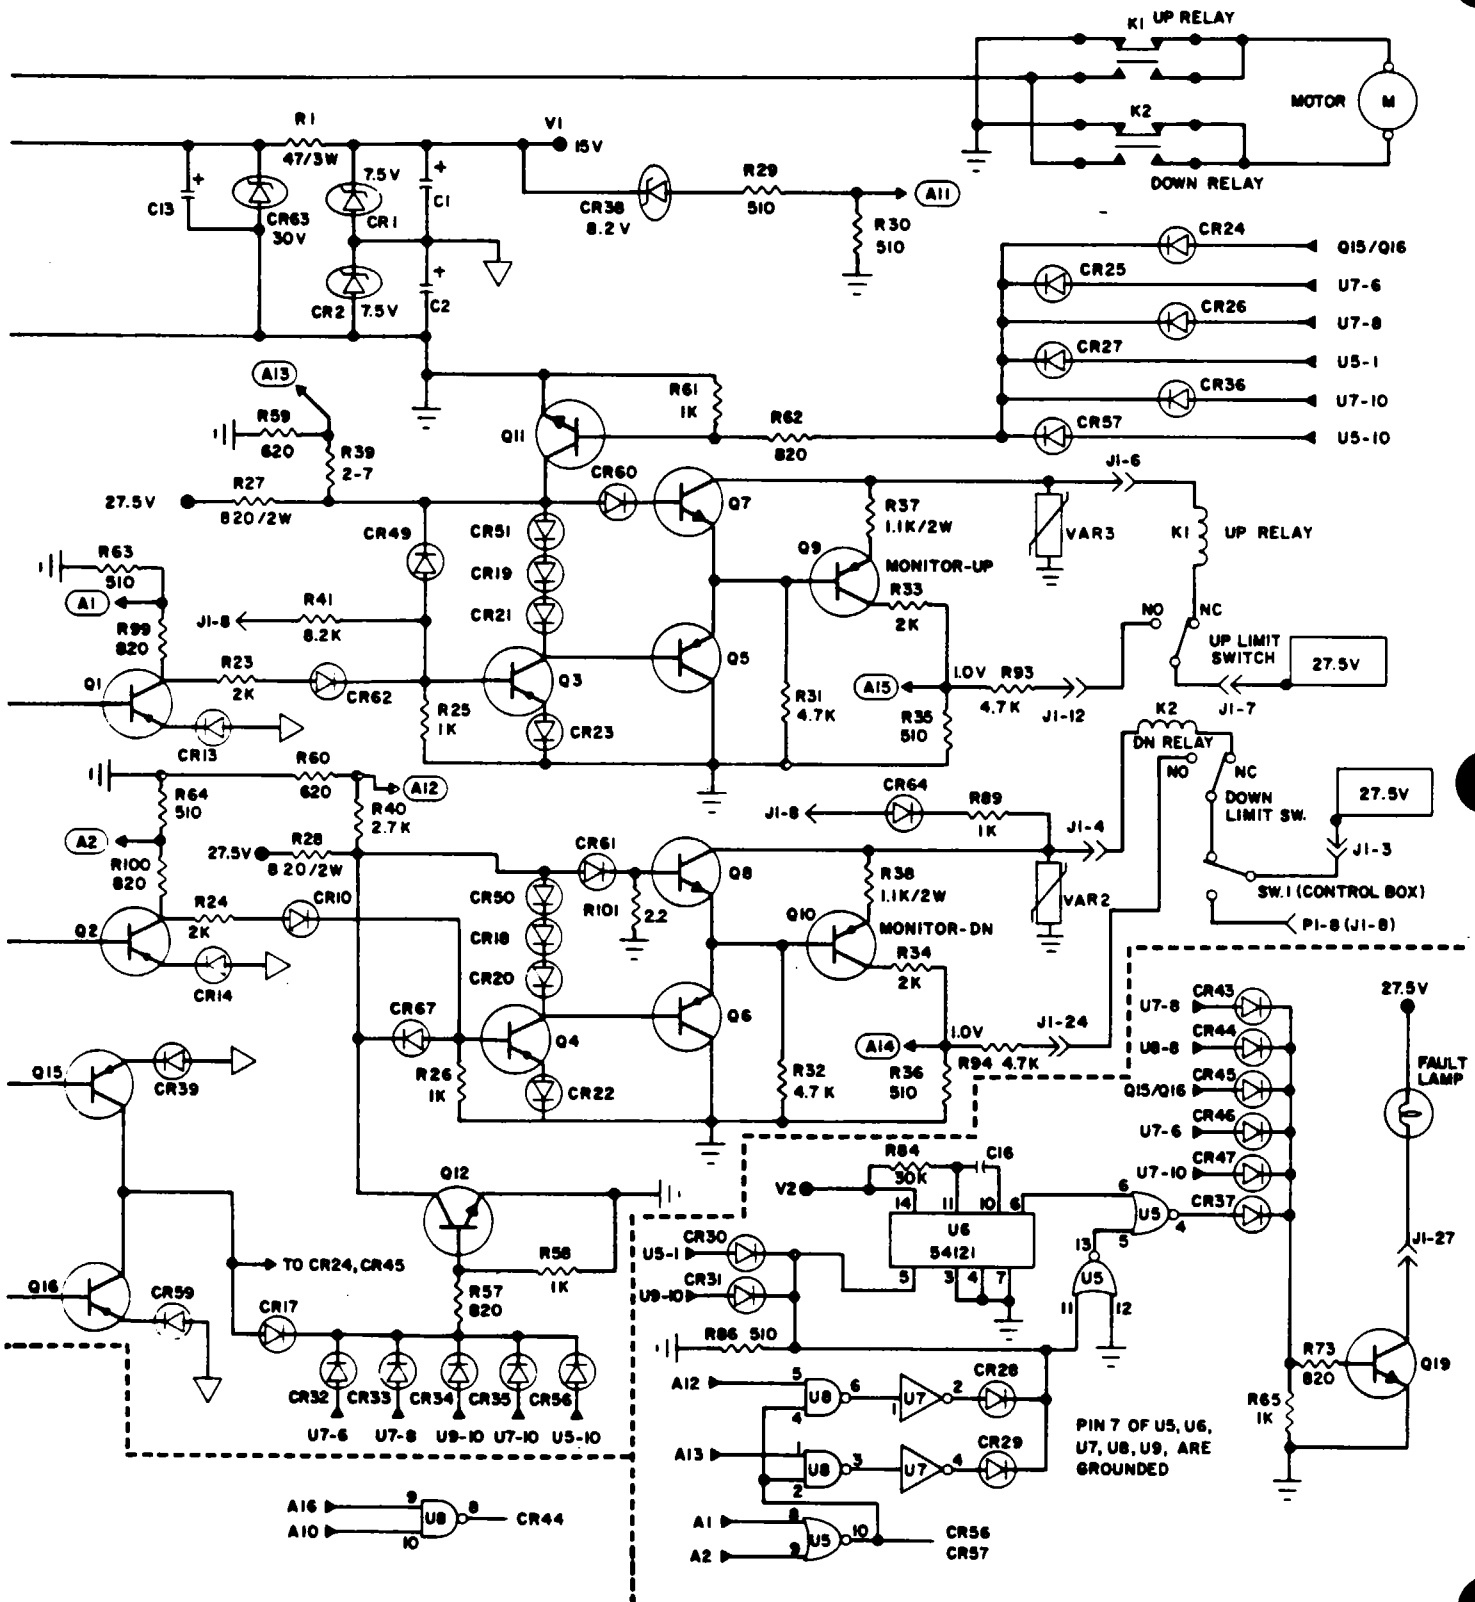 K1 UP RELAY
MOTOR
M
K2
DOWN RELAY
R1
47/3W
V1
15V
+
C13
CR63
30V
7.5V
CR1
+
C1
CR2
7.5V
+
C2
CR38
8.2V
R29
510
A11
R30
510
CR24
Q15/Q16
CR25
U7-6
CR26
U7-8
CR27
U5-1
CR36
U7-10
CR57
U5-10
A13
R59
620
R39
2-7
R61
1K
Q11
R62
820
27.5V
R27
820/2W
CR60
Q7
J1-6
R37
1.1K/2W
VAR3
K1
UP RELAY
CR49
CR51
CR19
CR21
Q9
MONITOR-UP
R33
2K
R63
510
A1
R99
820
J1-8
R41
8.2K
NO
NC
UP LIMIT
SWITCH
27.5V
Q1
R23
2K
CR62
Q3
Q5
R25
1K
CR23
CR13
R31
4.7K
A15
1.0V
R93
4.7K
J1-12
R35
510
J1-7
K2
DN RELAY
NO
NC
DOWN
LIMIT SW.
27.5V
J1-3
R60
620
A12
R64
510
R40
2.7K
J1-8
CR64
R89
1K
J1-4
A2
R100
820
27.5V
R28
820/2W
CR61
Q8
R38
1.1K/2W
VAR2
SW.1 (CONTROL BOX)
P1-8 (J1-8)
CR50
R101
2.2
Q10
MONITOR-DN
R34
2K
Q2
R24
2K
CR10
CR18
CR20
CR14
CR67
Q4
Q6
R26
1K
CR22
R32
4.7K
A14
1.0V
R94 4.7K
J1-24
R36
510
Q15
CR39
U7-8
CR43
U8-8
CR44
Q15/Q16
CR45
U7-6
CR46
U7-10
CR47
CR37
27.5V
FAULT
LAMP
Q12
R84
30K
C16
V2
14
11
10
6
U6
54121
5
3
4
7
6
U5
4
5
13
U5
11
12
J1-27
TO CR24, CR45
Q16
CR59
CR17
R58
1K
R57
820
U5-1
CR30
U9-10
CR31
R86 510
CR32
CR33
CR34
CR35
CR56
U7-6
U7-8
U9-10
U7-10
U5-10
A12
5
4
U8
6
1
U7
2
CR28
A13
1
2
U8
3
U7
4
CR29
PIN 7 OF U5, U6,
U7, U8, U9, ARE
GROUNDED
R73
820
Q19
R65
1K
A16
A10
9
10
U8
8
CR44
A1
A2
8
9
U5
10
CR56
CR57